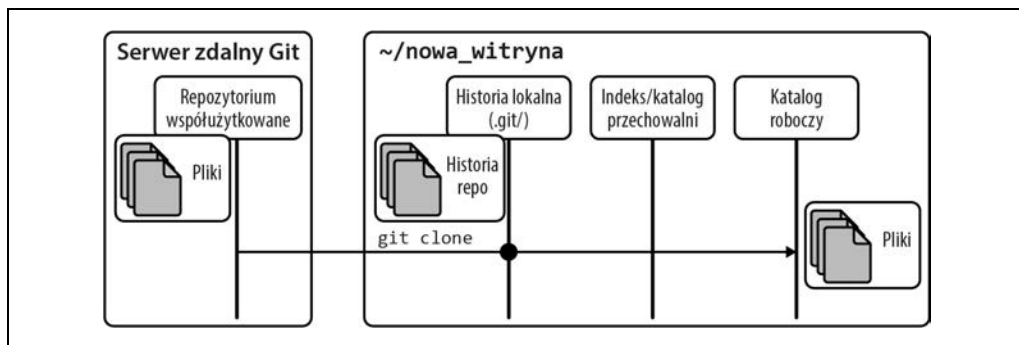 Serwer zdalny Git
~/nowa_witryna
Repozytorium
współużytkowane
Historia lokalna
(.git/)
Indeks/katalog
przechowalni
Katalog
roboczy
Pliki
Historia
repo
git clone
Pliki